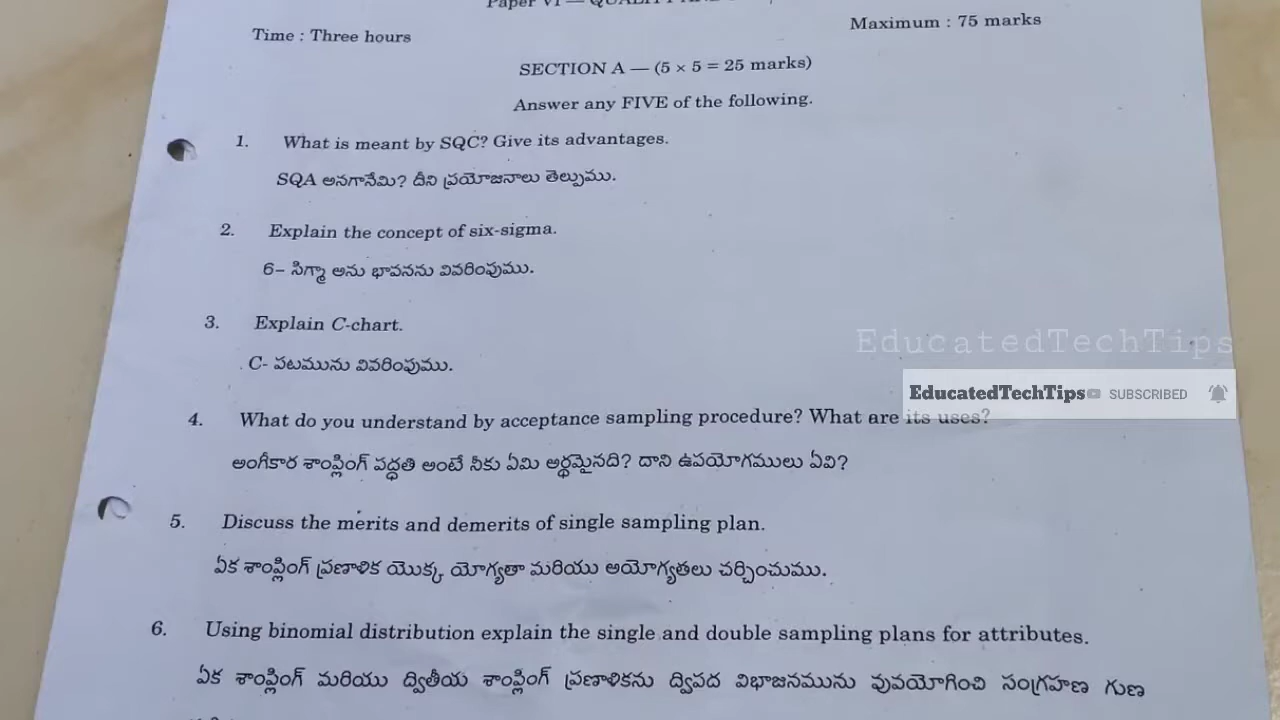 Paper VI — QUALITY AND
Time : Three hours
Maximum : 75 marks
SECTION A — (5 × 5 = 25 marks)
Answer any FIVE of the following.
1. What is meant by SQC? Give its advantages.
SQA అనగానేమి? దీని ప్రయోజనాలు తెల్పుము.
2. Explain the concept of six-sigma.
6– సిగ్మా అను భావనను వివరింపుము.
3. Explain C-chart.
C- పటమును వివరింపుము.
EducatedTechTips
EducatedTechTips SUBSCRIBED
4. What do you understand by acceptance sampling procedure? What are its uses?
అంగీకార శాంప్లింగ్ పద్ధతి అంటే నీకు ఏమి అర్థమైనది? దాని ఉపయోగములు ఏవి?
5. Discuss the merits and demerits of single sampling plan.
ఏక శాంప్లింగ్ ప్రణాళిక యొక్క యోగ్యతా మరియు అయోగ్యతలు చర్చించుము.
6. Using binomial distribution explain the single and double sampling plans for attributes.
ఏక శాంప్లింగ్ మరియు ద్వితీయ శాంప్లింగ్ ప్రణాళికను ద్విపద విభాజనమును వుపయోగించి సంగ్రహణ గుణ